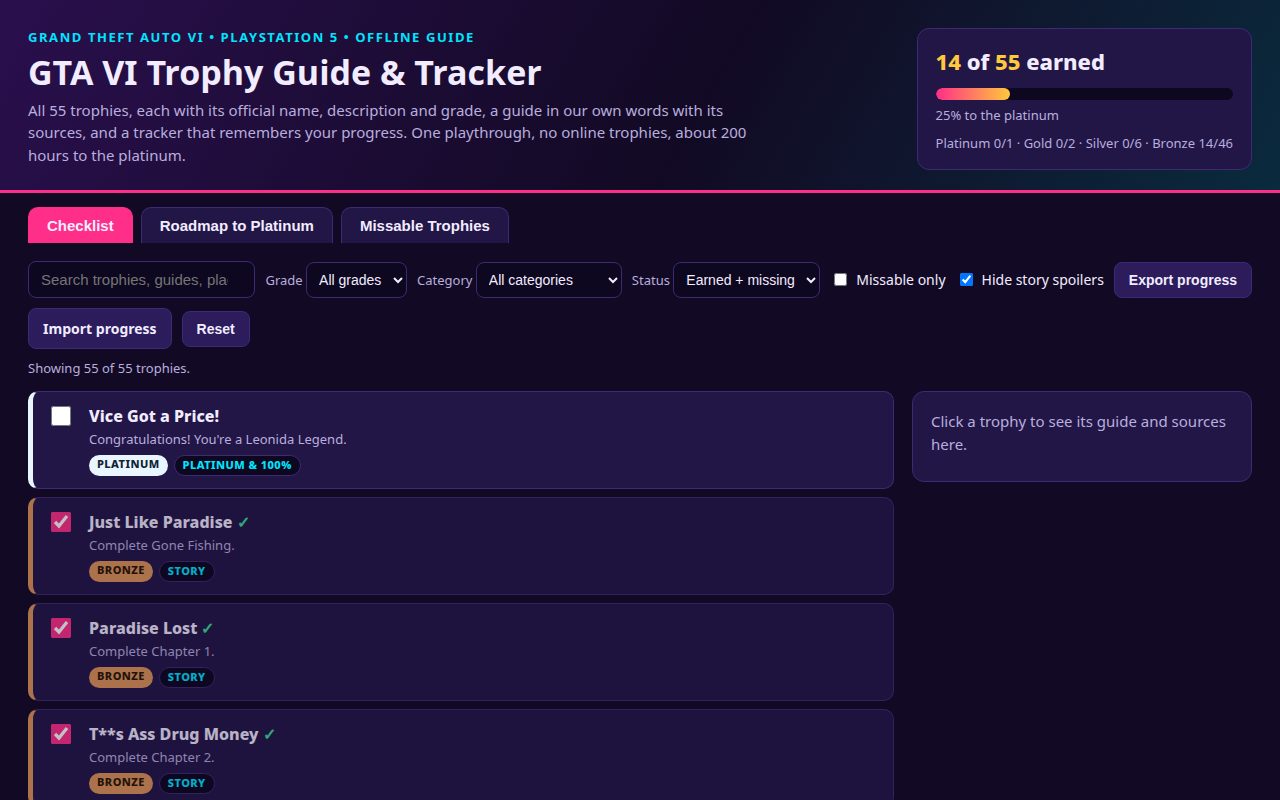 GRAND THEFT AUTO VI • PLAYSTATION 5 • OFFLINE GUIDE
GTA VI Trophy Guide & Tracker
All 55 trophies, each with its official name, description and grade, a guide in our own words with its
sources, and a tracker that remembers your progress. One playthrough, no online trophies, about 200
hours to the platinum.
14 of 55 earned
25% to the platinum
Platinum 0/1 · Gold 0/2 · Silver 0/6 · Bronze 14/46
Checklist
Roadmap to Platinum
Missable Trophies
Search trophies, guides, pla
Grade
All grades
Category
All categories
Status
Earned + missing
Missable only
Hide story spoilers
Export progress
Import progress
Reset
Showing 55 of 55 trophies.
Vice Got a Price!
Congratulations! You're a Leonida Legend.
PLATINUM
PLATINUM & 100%
Click a trophy to see its guide and sources
here.
Just Like Paradise ✓
Complete Gone Fishing.
BRONZE
STORY
Paradise Lost ✓
Complete Chapter 1.
BRONZE
STORY
T**s Ass Drug Money ✓
Complete Chapter 2.
BRONZE
STORY